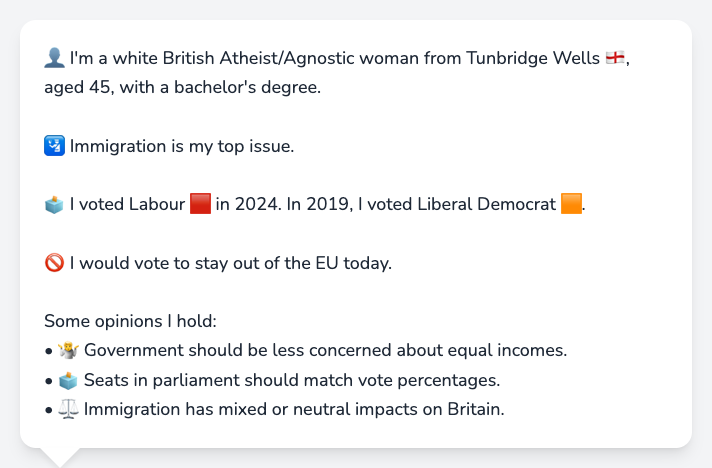 👤 I'm a white British Atheist/Agnostic woman from Tunbridge Wells 🏴󠁧󠁢󠁥󠁮󠁧󠁿,
aged 45, with a bachelor's degree.
🛂 Immigration is my top issue.
🗳️ I voted Labour 🟥 in 2024. In 2019, I voted Liberal Democrat 🟧.
🚫 I would vote to stay out of the EU today.
Some opinions I hold:
• 🤷 Government should be less concerned about equal incomes.
• 🗳️ Seats in parliament should match vote percentages.
• ⚖️ Immigration has mixed or neutral impacts on Britain.